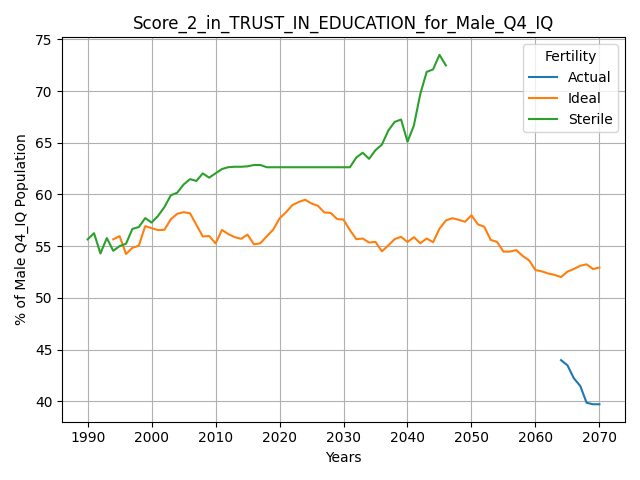 Score_2_in_TRUST_IN_EDUCATION_for_Male_Q4_IQ
Fertility
Actual
Ideal
Sterile
% of Male Q4_IQ Population
75
70
65
60
55
50
45
40
1990 2000 2010 2020 2030 2040 2050 2060 2070
Years